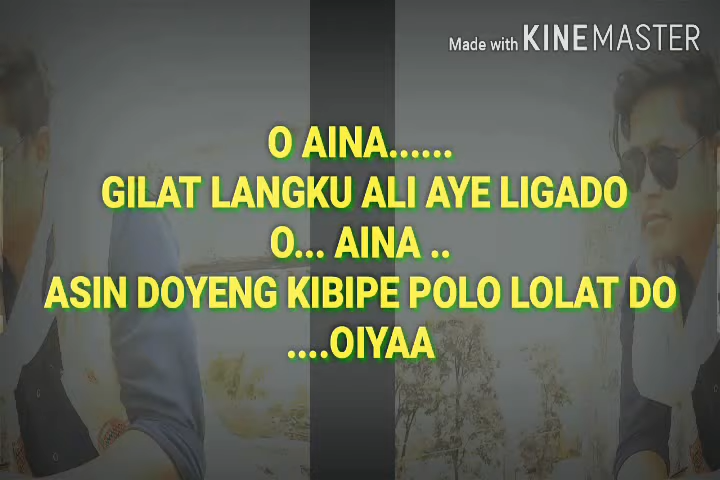 Made with KINEMASTER
O AINA......
GILAT LANGKU ALI AYE LIGADO
O... AINA ..
ASIN DOYENG KIBIPE POLO LOLAT DO
....OIYAA